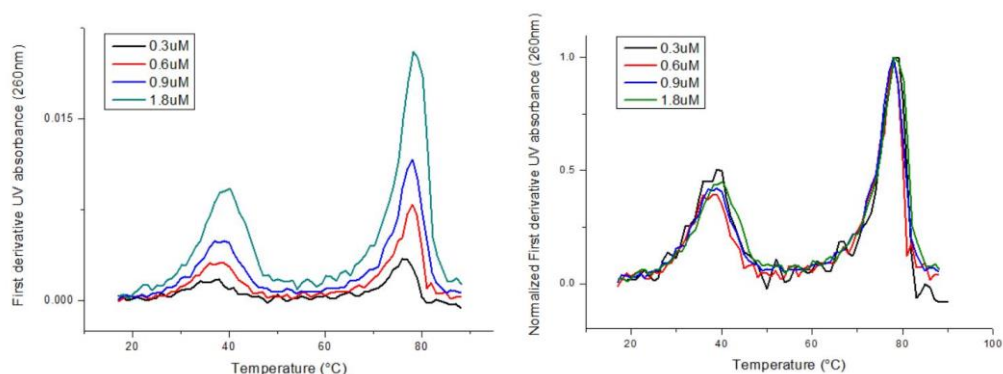 First derivative UV absorbance (260nm)
0.015
0.000
0.3uM
0.6uM
0.9uM
1.8uM
20
40
60
80
Temperature (°C)
Normalized First derivative UV absorbance (260nm)
1.0
0.5
0.0
0.3uM
0.6uM
0.9uM
1.8uM
20
40
60
80
100
Temperature (°C)